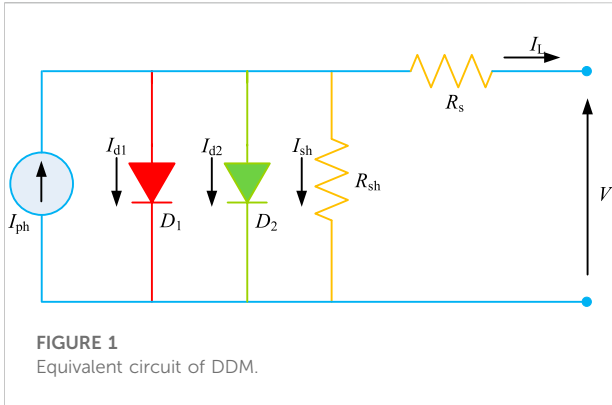 I_L
R_s
I_d1
I_d2
I_sh
R_sh
V
I_ph
D_1
D_2
FIGURE 1
Equivalent circuit of DDM.